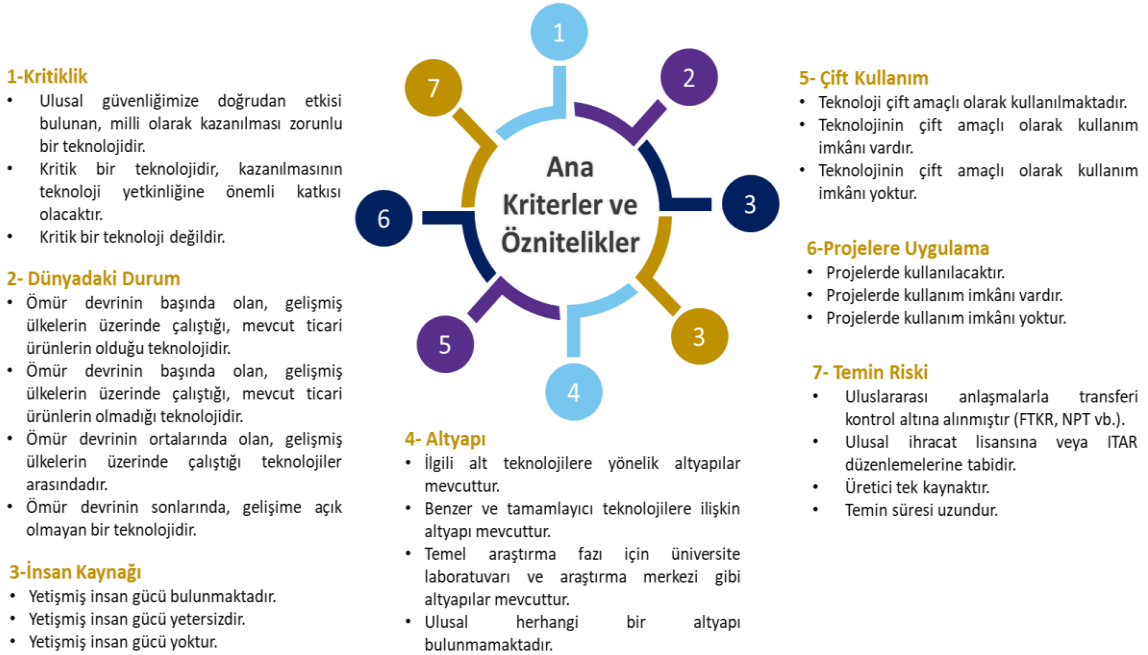 1-Kritiklik
• Ulusal güvenliğimize doğrudan etkisi
bulunan, milli olarak kazanılması zorunlu
bir teknolojidir.
• Kritik bir teknolojidir, kazanılmasının
teknoloji yetkinliğine önemli katkısı
olacaktır.
• Kritik bir teknoloji değildir.
2- Dünyadaki Durum
• Ömür devrinin başında olan, gelişmiş
ülkelerin üzerinde çalıştığı, mevcut ticari
ürünlerin olduğu teknolojidir.
• Ömür devrinin başında olan, gelişmiş
ülkelerin üzerinde çalıştığı, mevcut ticari
ürünlerin olmadığı teknolojidir.
• Ömür devrinin ortalarında olan, gelişmiş
ülkelerin üzerinde çalıştığı teknolojiler
arasındadır.
• Ömür devrinin sonlarında, gelişime açık
olmayan bir teknolojidir.
3-İnsan Kaynağı
• Yetişmiş insan gücü bulunmaktadır.
• Yetişmiş insan gücü yetersizdir.
• Yetişmiş insan gücü yoktur.
1
2
3
3
4
5
6
7
Ana
Kriterler ve
Öznitelikler
4- Altyapı
• İlgili alt teknolojilere yönelik altyapılar
mevcuttur.
• Benzer ve tamamlayıcı teknolojilere ilişkin
altyapı mevcuttur.
• Temel araştırma fazı için üniversite
laboratuvarı ve araştırma merkezi gibi
altyapılar mevcuttur.
• Ulusal herhangi bir altyapı
bulunmamaktadır.
5- Çift Kullanım
• Teknoloji çift amaçlı olarak kullanılmaktadır.
• Teknolojinin çift amaçlı olarak kullanım
imkânı vardır.
• Teknolojinin çift amaçlı olarak kullanım
imkânı yoktur.
6-Projelere Uygulama
• Projelerde kullanılacaktır.
• Projelerde kullanım imkânı vardır.
• Projelerde kullanım imkânı yoktur.
7- Temin Riski
• Uluslararası anlaşmalarla transferi
kontrol altına alınmıştır (FTKR, NPT vb.).
• Ulusal ihracat lisansına veya ITAR
düzenlemelerine tabidir.
• Üretici tek kaynaktır.
• Temin süresi uzundur.